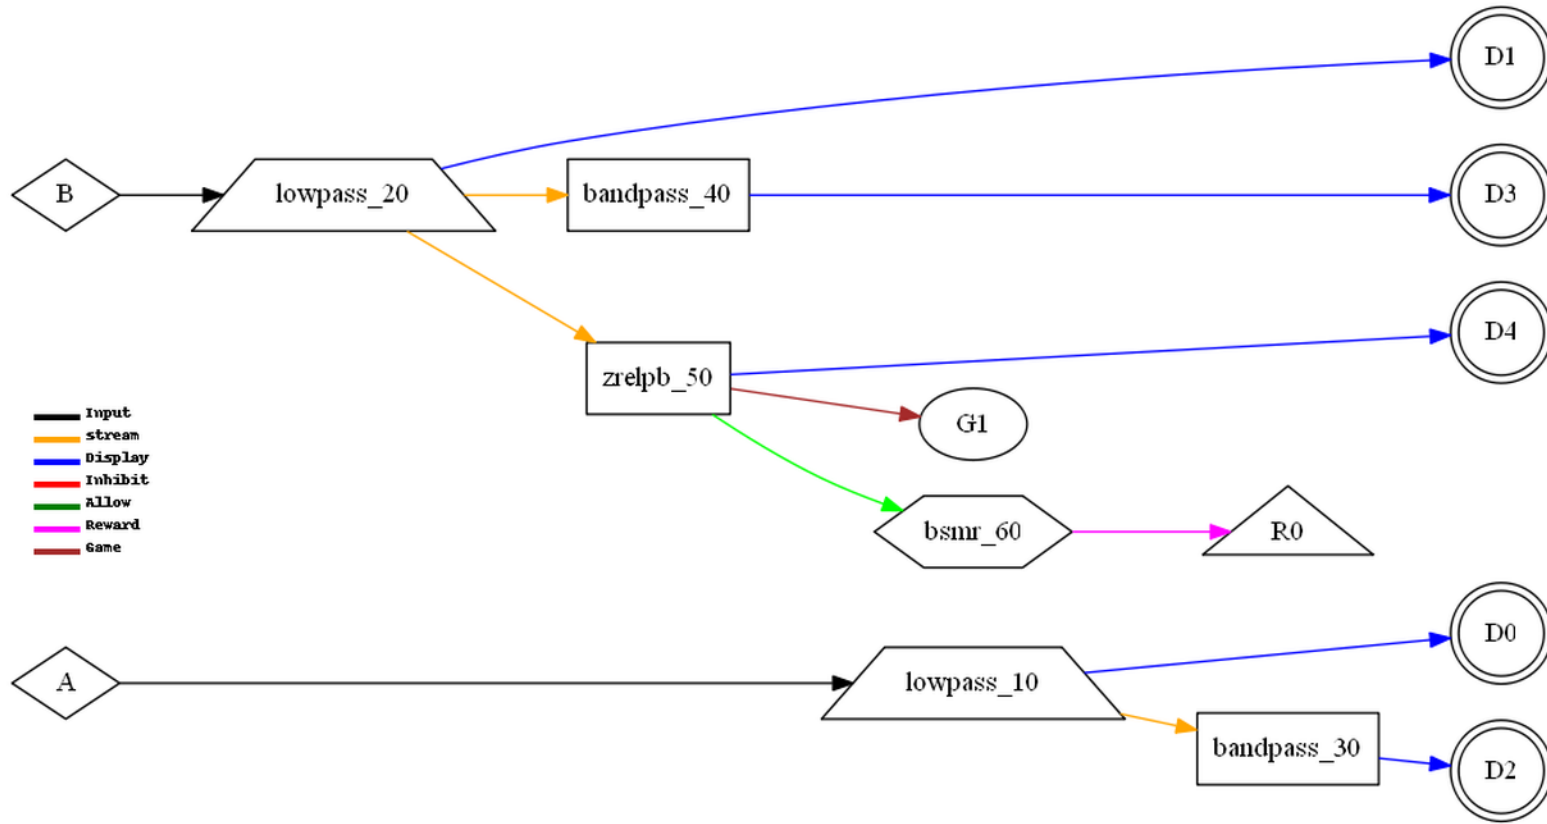 D1
B
lowpass_20
bandpass_40
D3
D4
zrelpb_50
G1
Input
stream
Display
Inhibit
Allow
Reward
Game
bsmr_60
R0
D0
A
lowpass_10
bandpass_30
D2